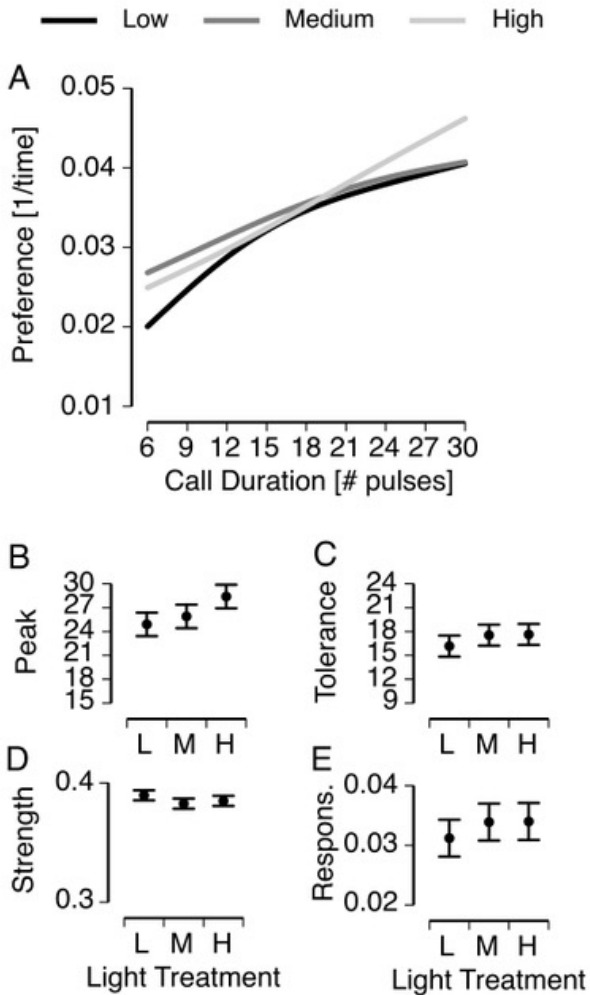 Low Medium High
A
0.05
0.04
0.03
0.02
0.01
Preference [1/time]
6 9 12 15 18 21 24 27 30
Call Duration [# pulses]
B
30
27
24
21
15
Peak
L M H
C
24
21
18
15
9
Tolerance
L M H
D
0.4
0.3
Strength
L M H
Light Treatment
E
0.04
0.03
0.02
Respons.
L M H
Light Treatment